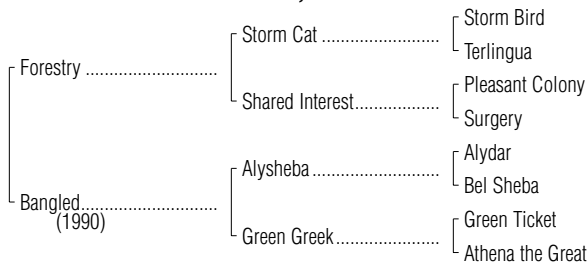 Storm Bird
Storm Cat ..........................
Terlingua
Forestry .............................
Pleasant Colony
Shared Interest...................
Surgery
Alydar
Alysheba ...........................
Bel Sheba
Bangled..............................
(1990)
Green Ticket
Green Greek......................
Athena the Great